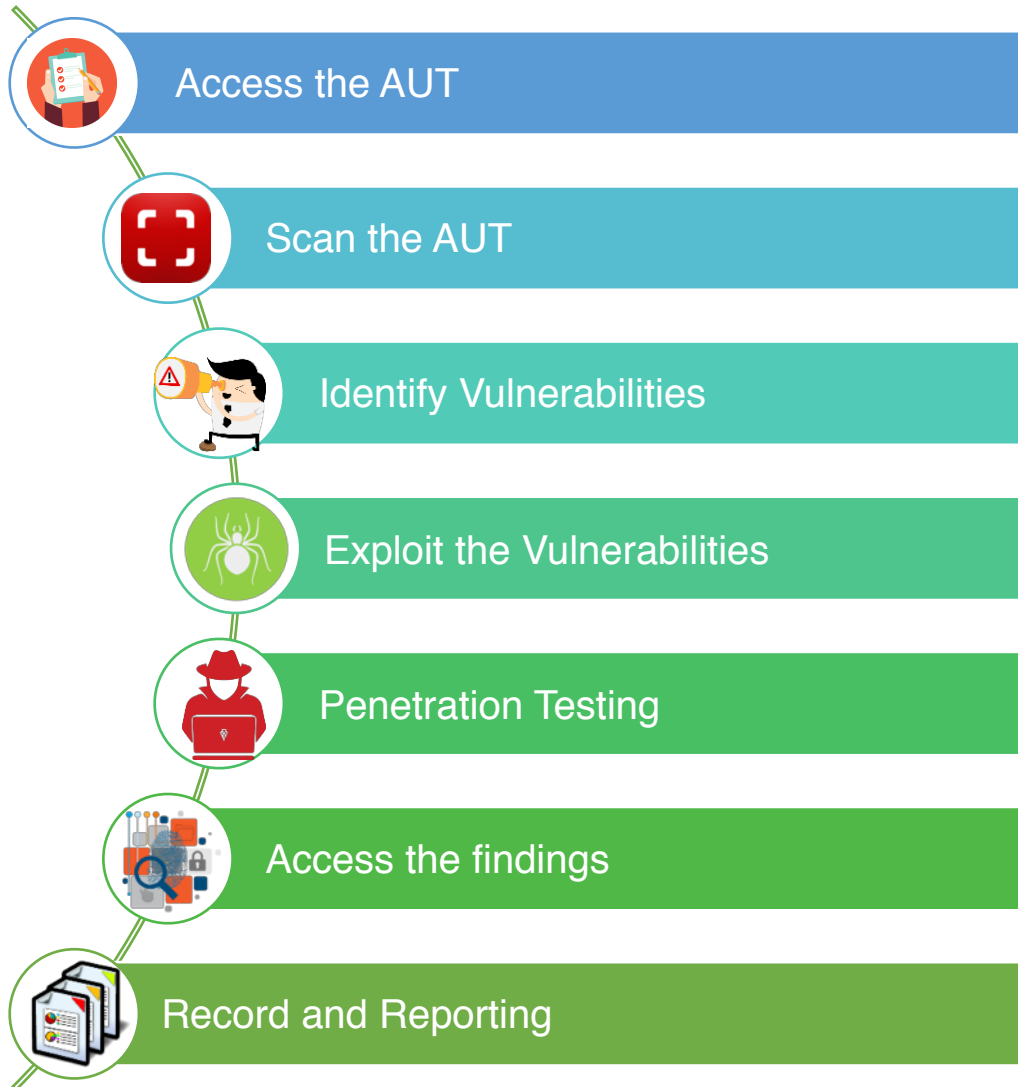 Access the AUT
Scan the AUT
Identify Vulnerabilities
Exploit the Vulnerabilities
Penetration Testing
Access the findings
Record and Reporting